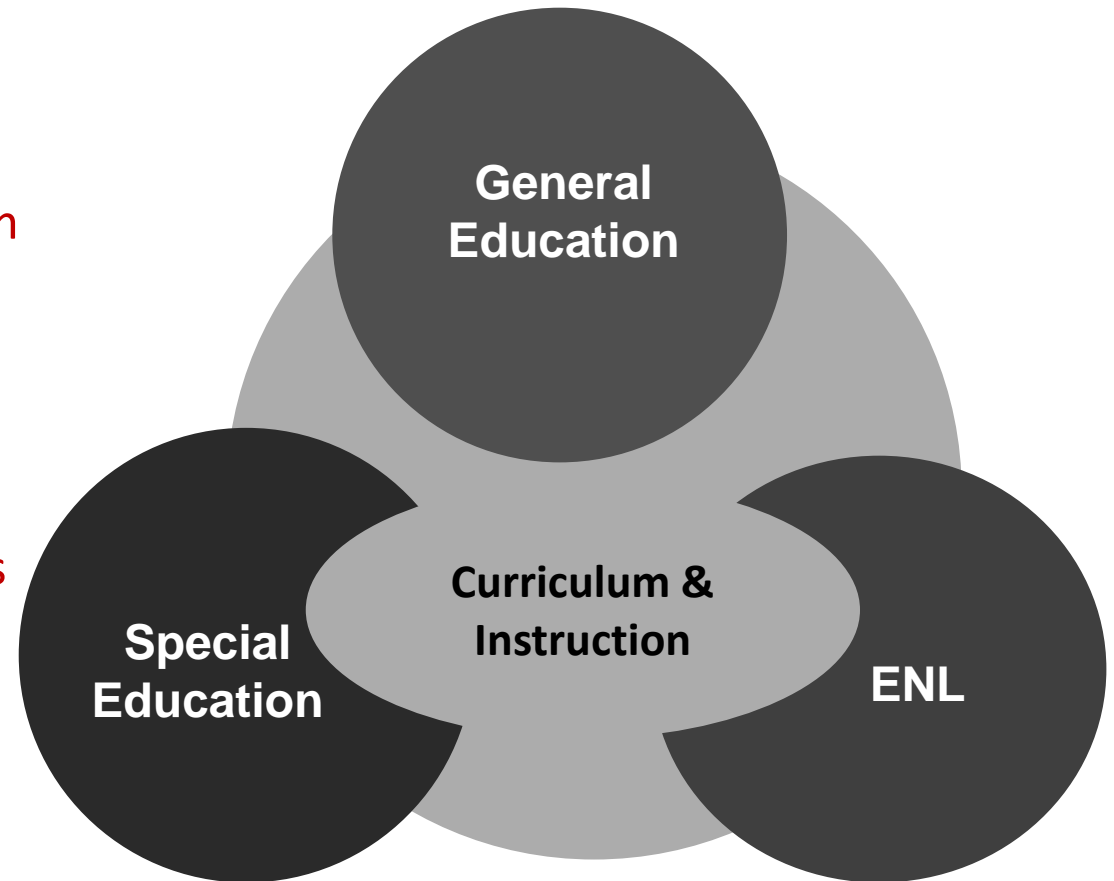 General
Education
Curriculum &
Instruction
Special
Education
ENL